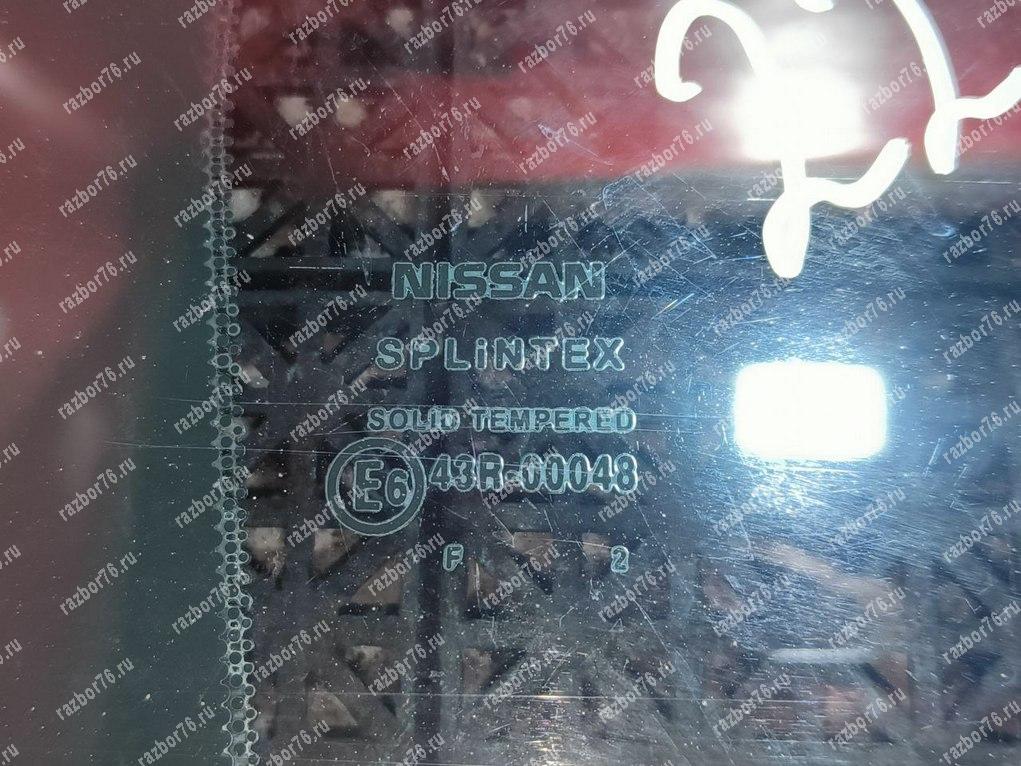 NISSAN
SPLiNTEX
SOLID TEMPERED
E6 43R-00048
F 2
razbor76.ru